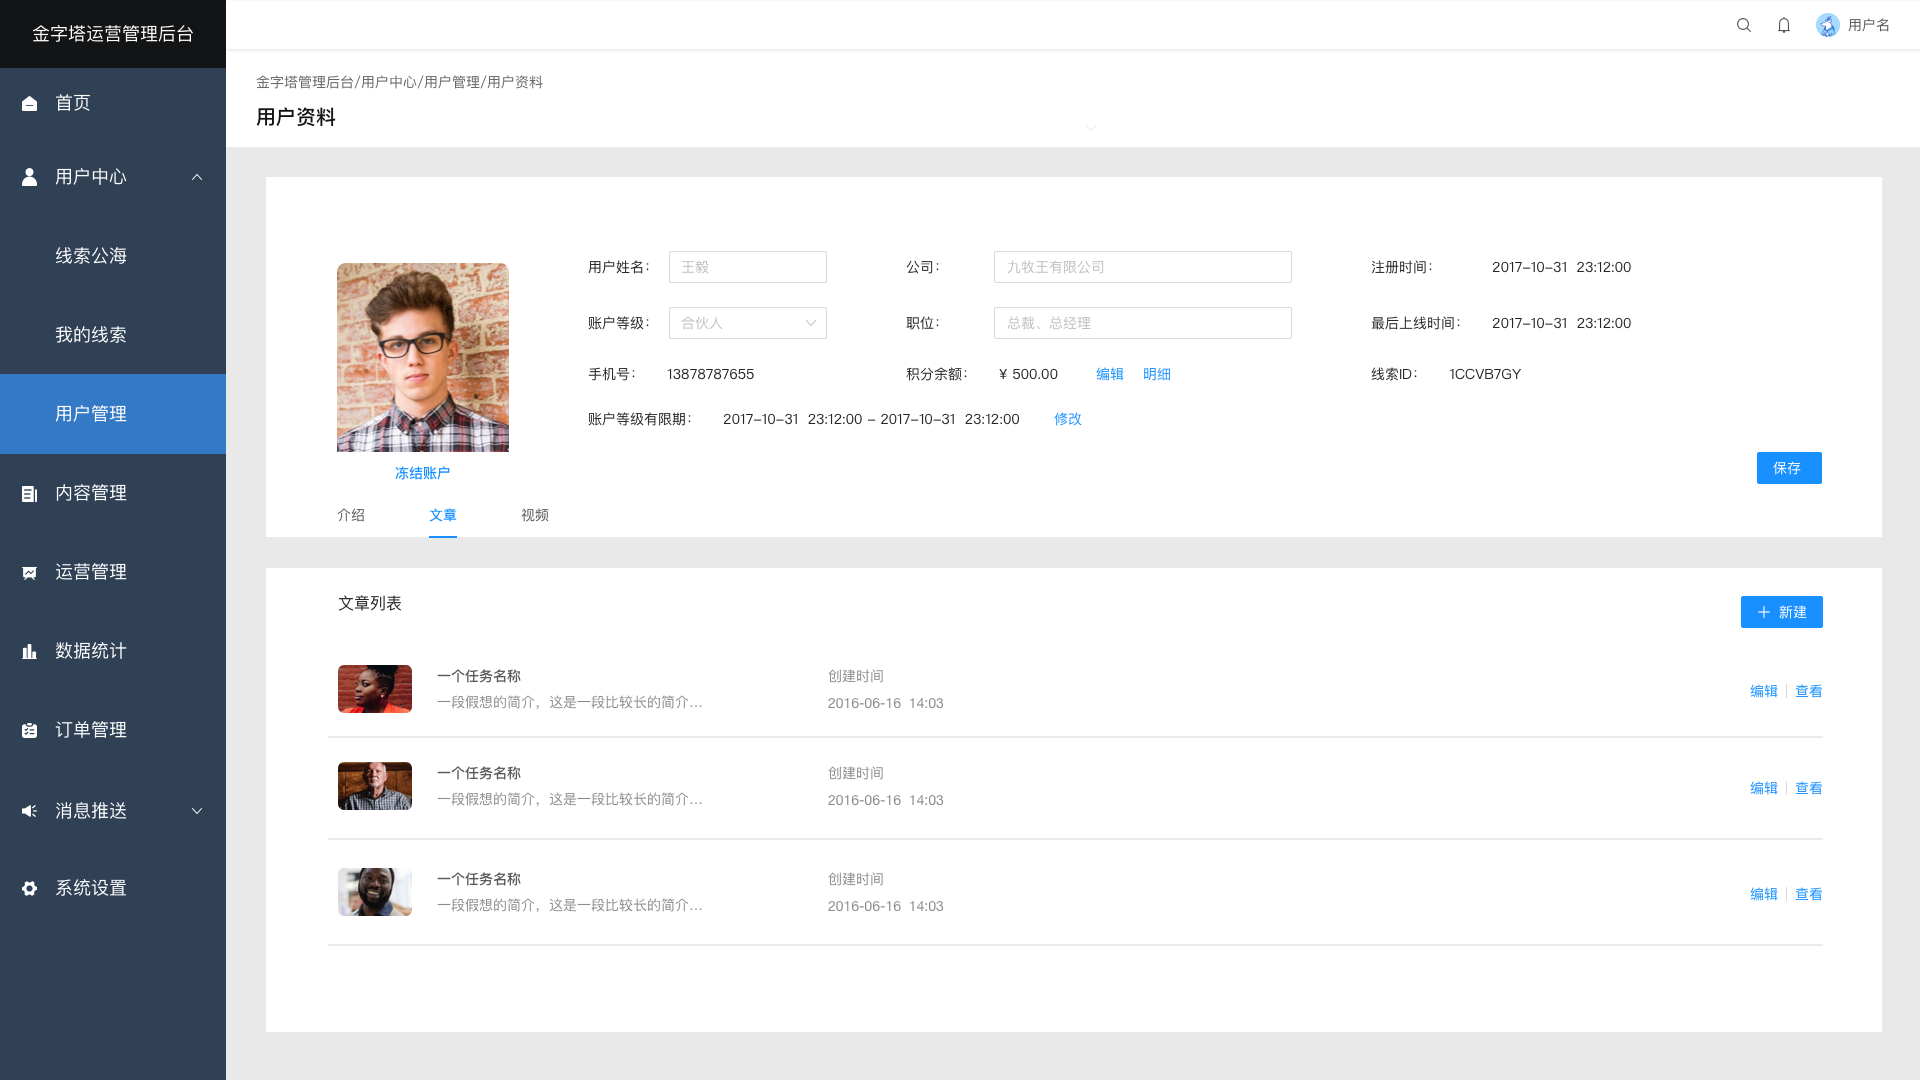 金字塔运营管理后台
用户名
首页
用户中心
线索公海
我的线索
用户管理
内容管理
运营管理
数据统计
订单管理
消息推送
系统设置
金字塔管理后台/用户中心/用户管理/用户资料
用户资料
用户姓名: 王毅 公司: 九牧王有限公司 注册时间: 2017-10-31 23:12:00
账户等级: 合伙人 职位: 总裁、总经理 最后上线时间: 2017-10-31 23:12:00
手机号: 13878787655 积分余额: ¥ 500.00 编辑 明细 线索ID: 1CCVB7GY
账户等级有限期: 2017-10-31 23:12:00 - 2017-10-31 23:12:00 修改
冻结账户 保存
介绍 文章 视频
文章列表 新建
一个任务名称 创建时间
一段假想的简介，这是一段比较长的简介... 2016-06-16 14:03 编辑 查看
一个任务名称 创建时间
一段假想的简介，这是一段比较长的简介... 2016-06-16 14:03 编辑 查看
一个任务名称 创建时间
一段假想的简介，这是一段比较长的简介... 2016-06-16 14:03 编辑 查看